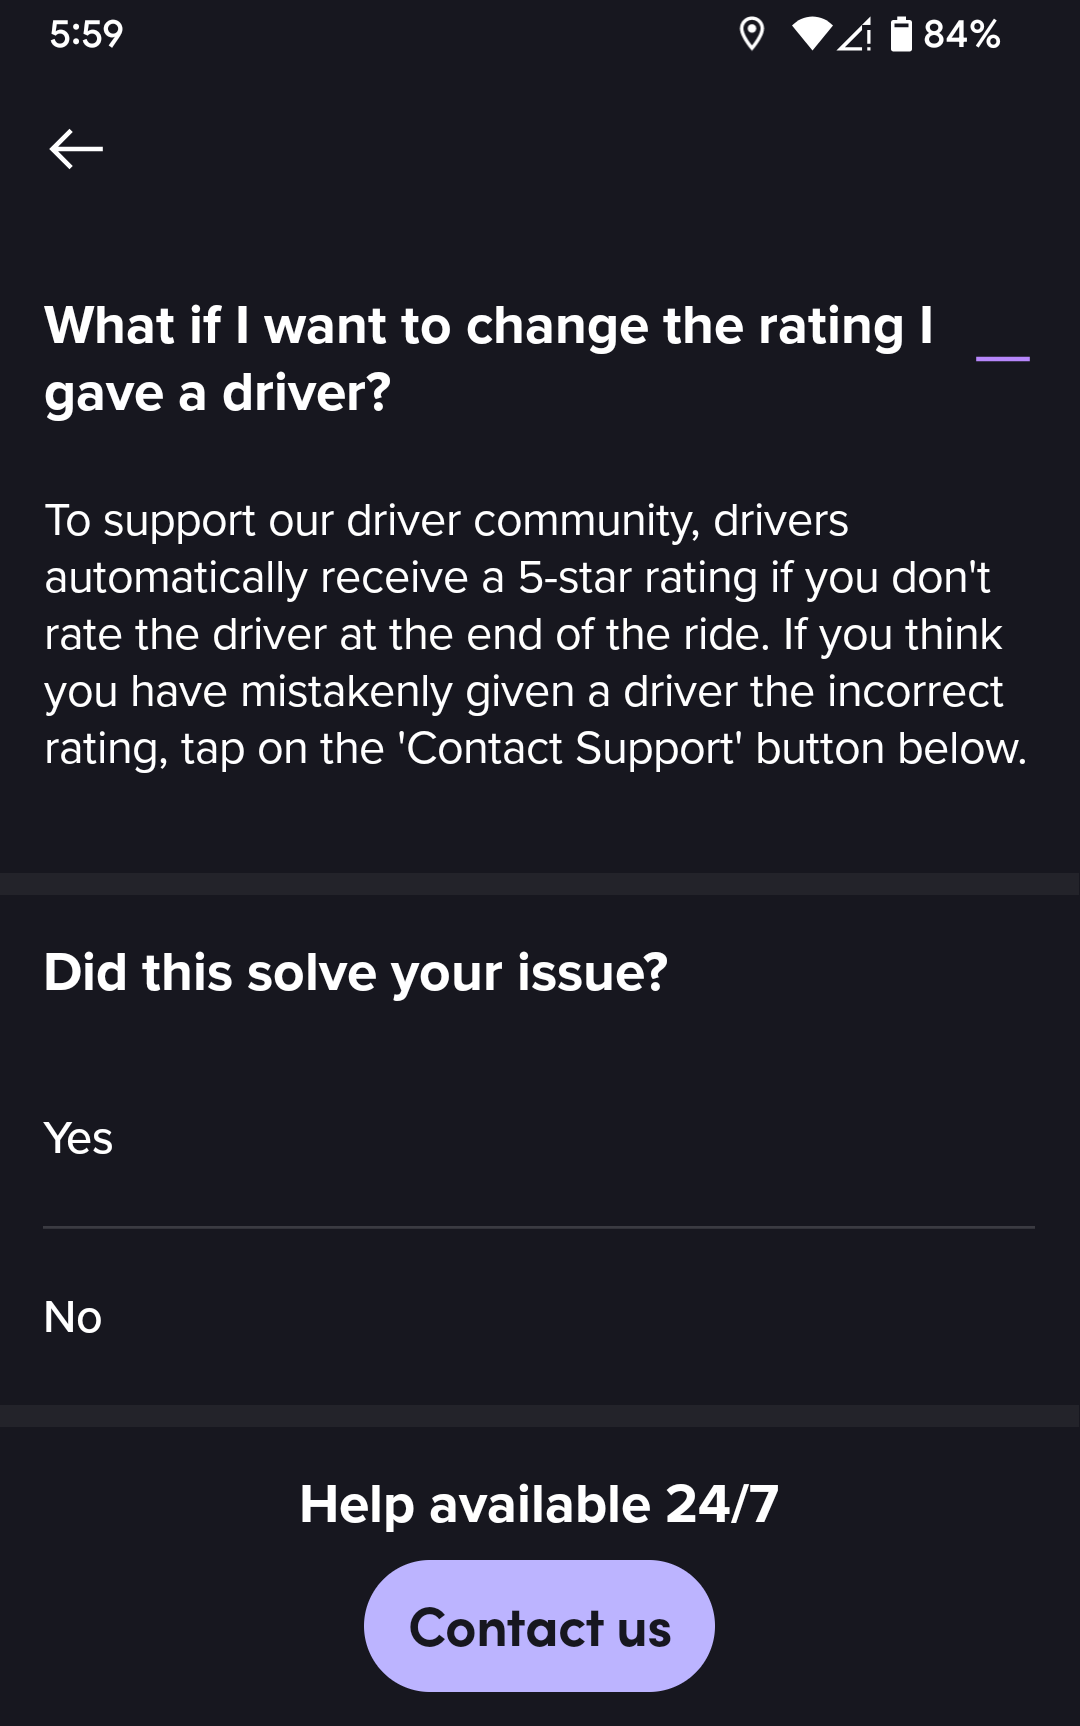 5:59
84%
What if I want to change the rating I
gave a driver?
To support our driver community, drivers
automatically receive a 5-star rating if you don't
rate the driver at the end of the ride. If you think
you have mistakenly given a driver the incorrect
rating, tap on the 'Contact Support' button below.
Did this solve your issue?
Yes
No
Help available 24/7
Contact us